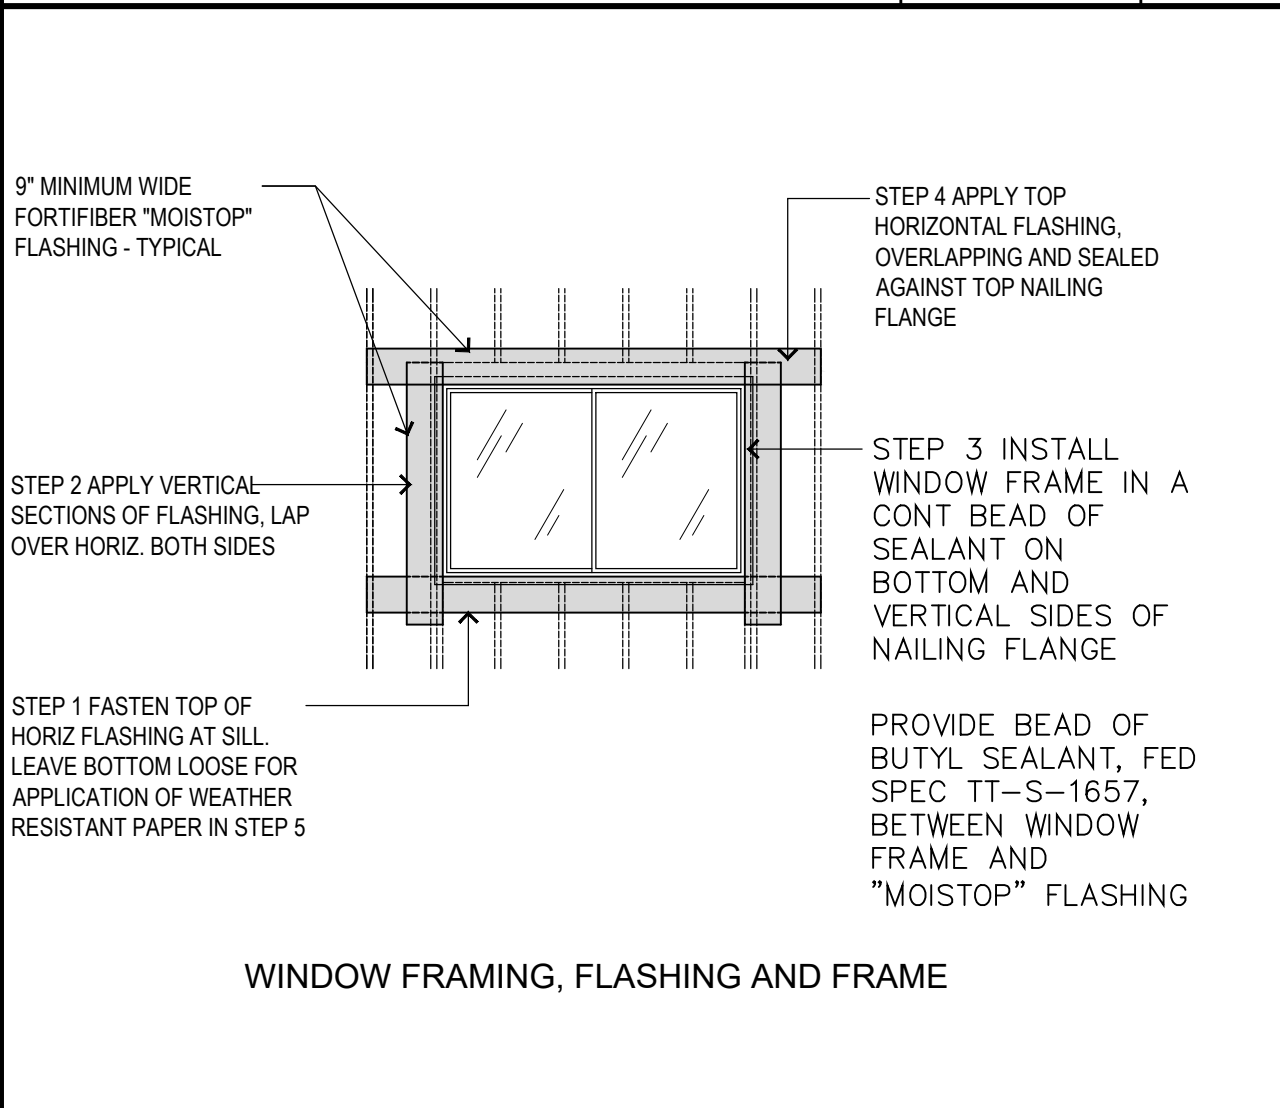 9" MINIMUM WIDE
FORTIFIBER "MOISTOP"
FLASHING - TYPICAL
STEP 4 APPLY TOP
HORIZONTAL FLASHING,
OVERLAPPING AND SEALED
AGAINST TOP NAILING
FLANGE
STEP 2 APPLY VERTICAL
SECTIONS OF FLASHING, LAP
OVER HORIZ. BOTH SIDES
STEP 3 INSTALL
WINDOW FRAME IN A
CONT BEAD OF
SEALANT ON
BOTTOM AND
VERTICAL SIDES OF
NAILING FLANGE
STEP 1 FASTEN TOP OF
HORIZ FLASHING AT SILL.
LEAVE BOTTOM LOOSE FOR
APPLICATION OF WEATHER
RESISTANT PAPER IN STEP 5
PROVIDE BEAD OF
BUTYL SEALANT, FED
SPEC TT-S-1657,
BETWEEN WINDOW
FRAME AND
"MOISTOP" FLASHING
WINDOW FRAMING, FLASHING AND FRAME